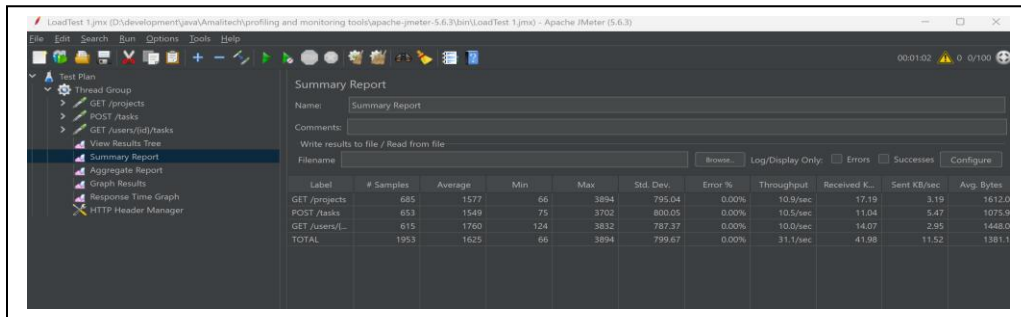 LoadTest 1.jmx (D:\development\java\Amalitech\profiling and monitoring tools\apache-jmeter-5.6.3\bin\LoadTest 1.jmx) - Apache JMeter (5.6.3)
File Edit Search Run Options Tools Help
00:01:02 0 0/100
Test Plan
Thread Group
GET /projects
POST /tasks
GET /users/{id}/tasks
View Results Tree
Summary Report
Aggregate Report
Graph Results
Response Time Graph
HTTP Header Manager
Summary Report
Name: Summary Report
Comments:
Write results to file / Read from file
Filename Browse... Log/Display Only: Errors Successes Configure
Label # Samples Average Min Max Std. Dev. Error % Throughput Received K... Sent KB/sec Avg. Bytes
GET /projects 685 1577 66 3894 795.04 0.00% 10.9/sec 17.19 3.19 1612.0
POST /tasks 653 1549 75 3702 800.05 0.00% 10.5/sec 11.04 5.47 1075.9
GET /users/{... 615 1760 124 3832 787.37 0.00% 10.0/sec 14.07 2.95 1448.0
TOTAL 1953 1625 66 3894 799.67 0.00% 31.1/sec 41.98 11.52 1381.1